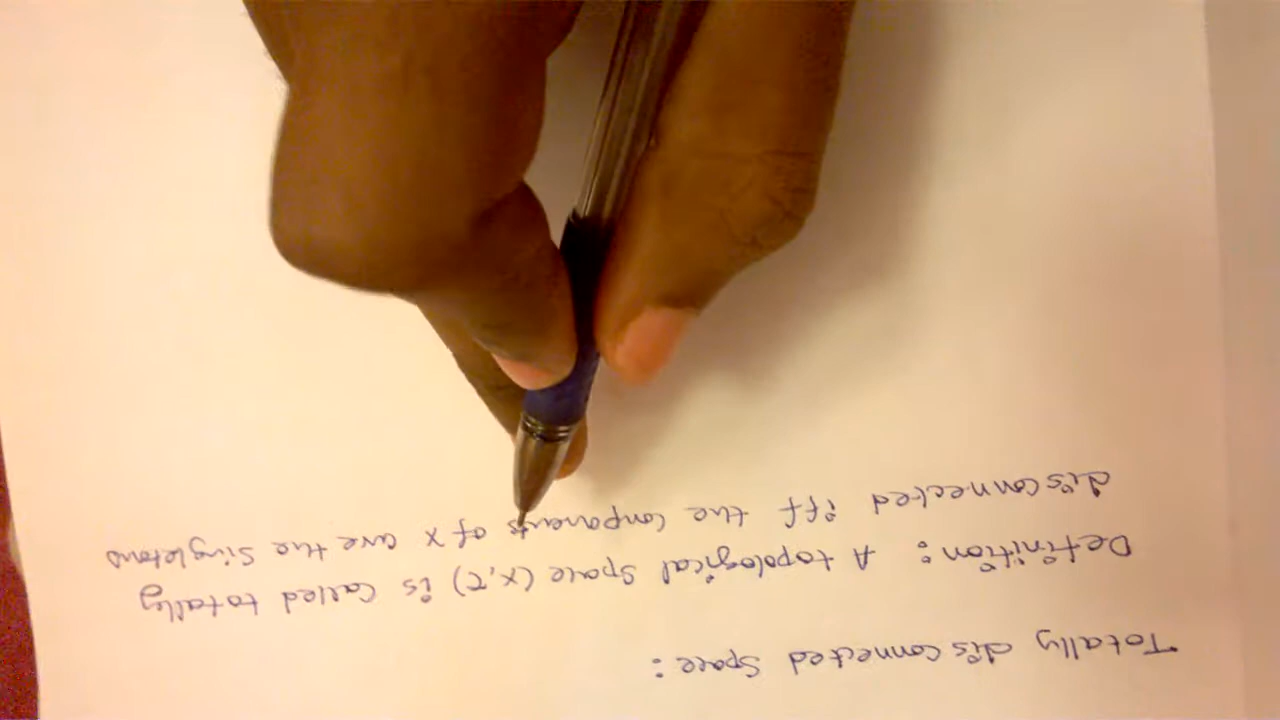 Totally disconnected Space:
Definition: A topological Space (X,τ) is Called totally
disconnected iff the Components of X are the Singletons